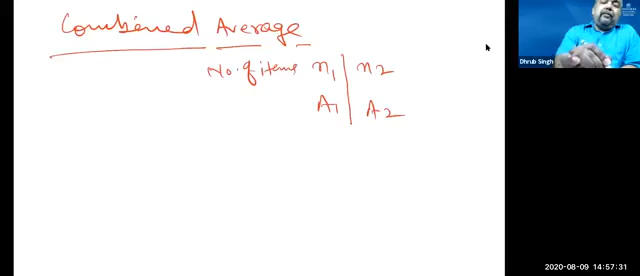 Combined Average
No. of items n1 | n2
A1 | A2
Dhrub Singh
2020-08-09 14:57:31